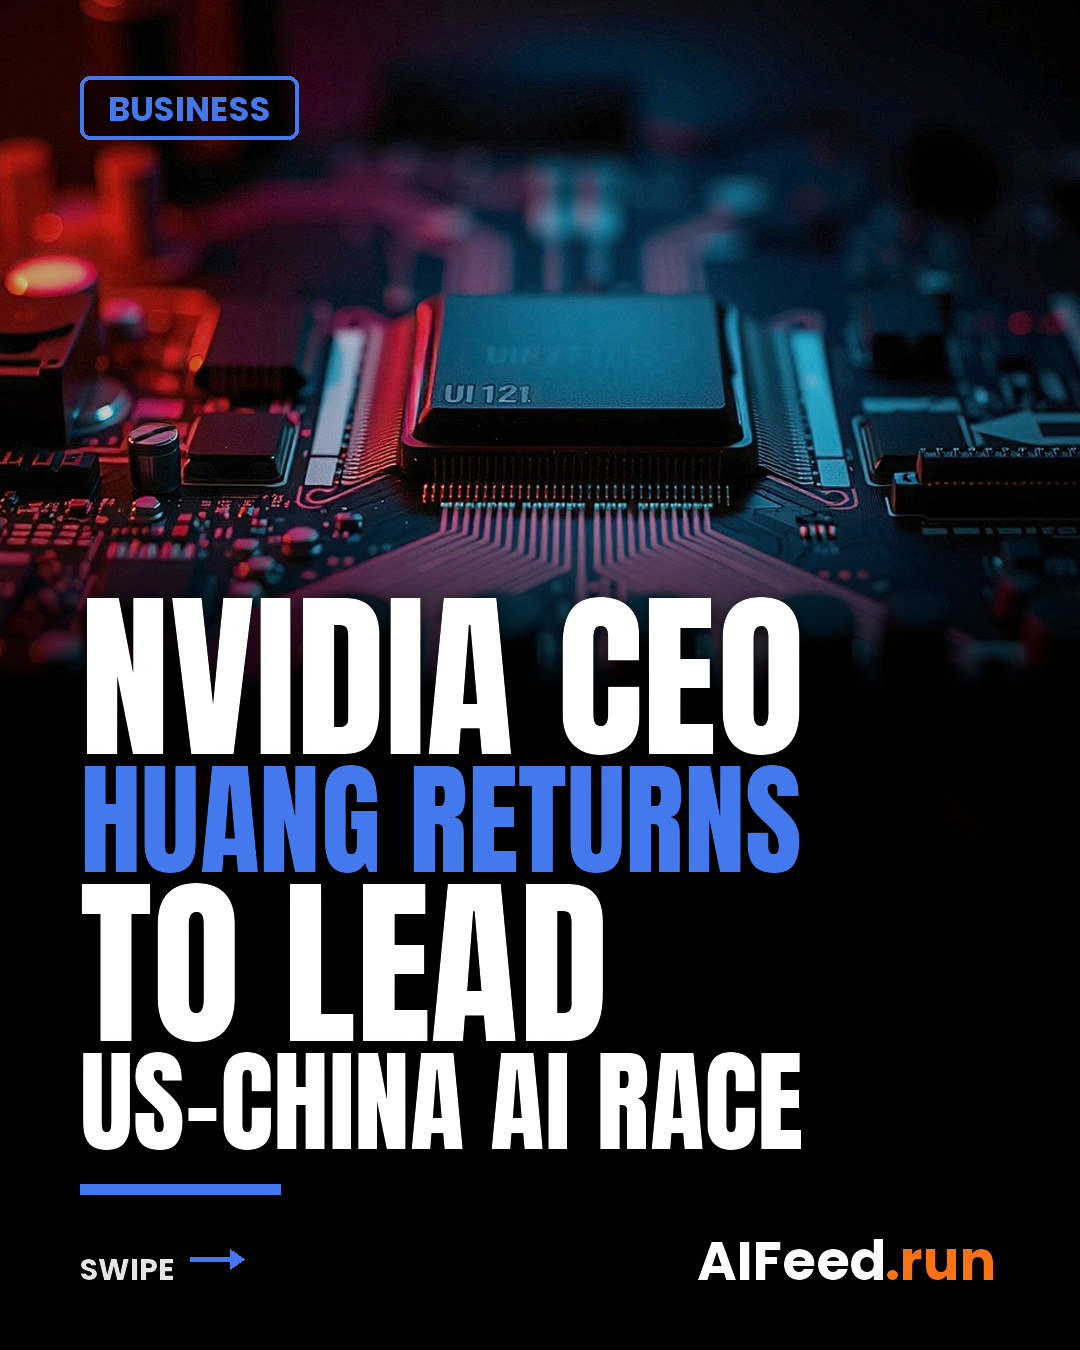 BUSINESS
UI 121
NVIDIA CEO
HUANG RETURNS
TO LEAD
US-CHINA AI RACE
SWIPE
AIFeed.run